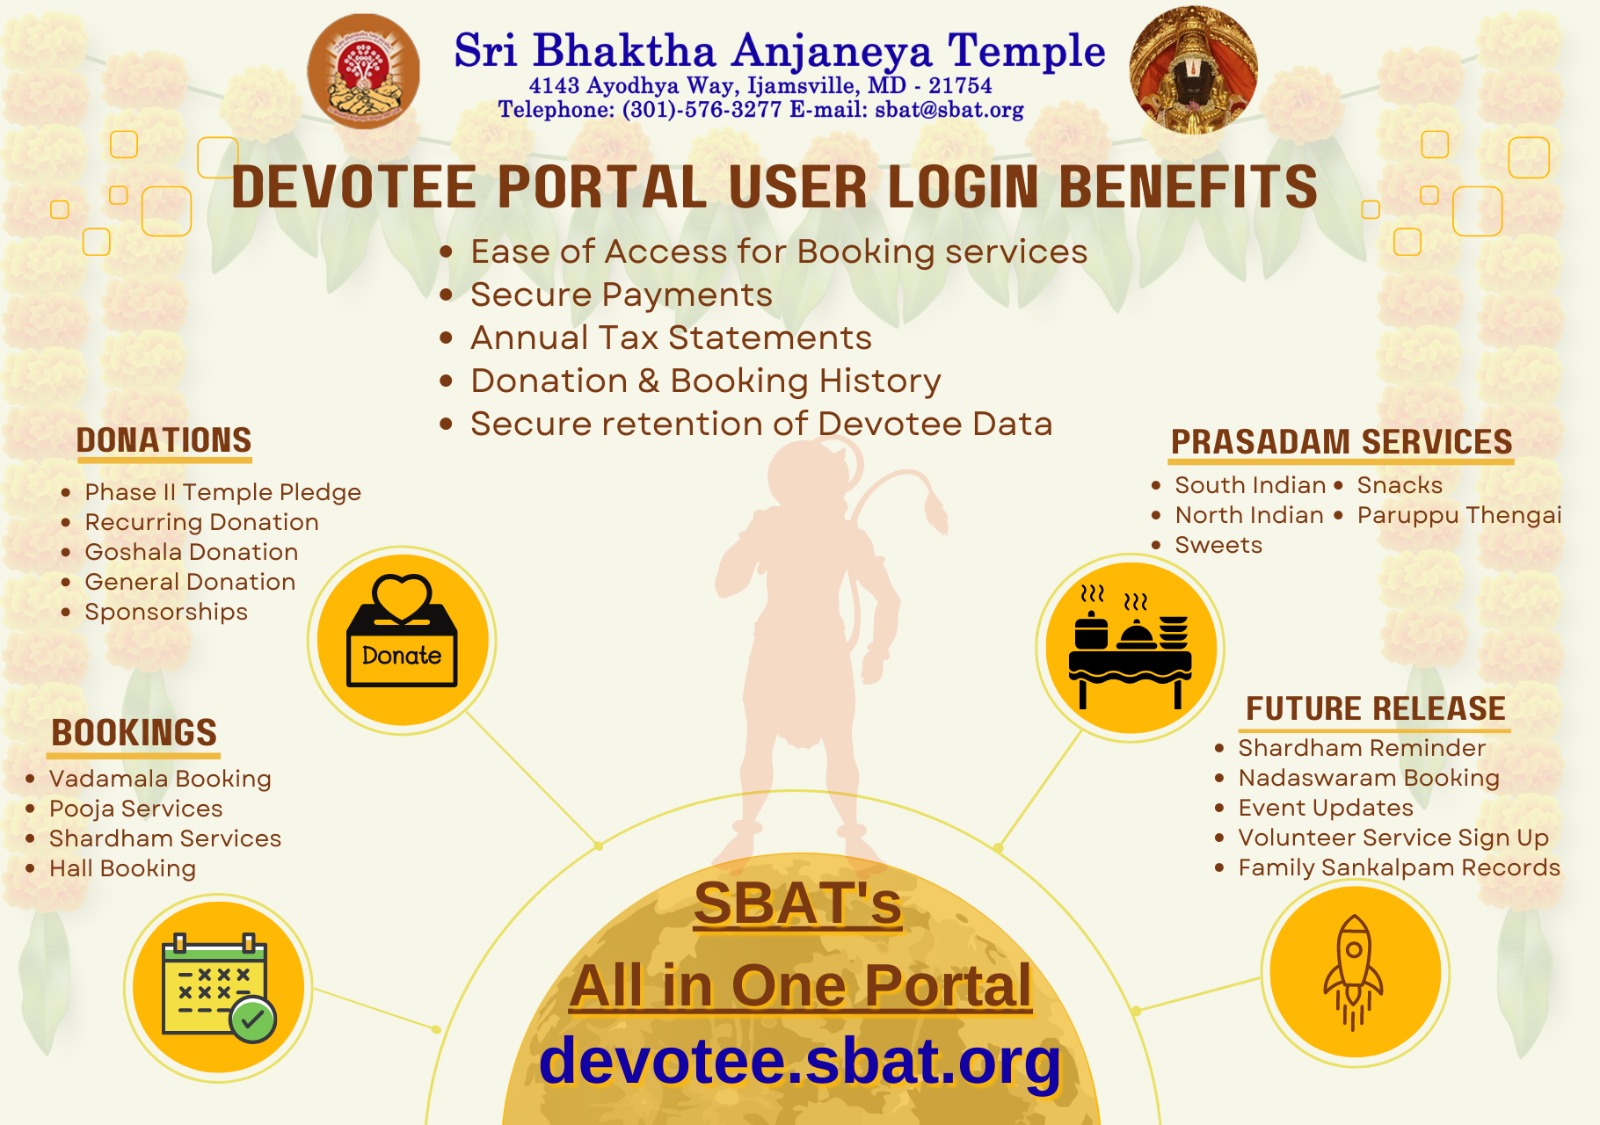 Sri Bhaktha Anjaneya Temple
4143 Ayodhya Way, Ijamsville, MD - 21754
Telephone: (301)-576-3277 E-mail: sbat@sbat.org
DEVOTEE PORTAL USER LOGIN BENEFITS
• Ease of Access for Booking services
• Secure Payments
• Annual Tax Statements
• Donation & Booking History
• Secure retention of Devotee Data
DONATIONS
• Phase II Temple Pledge
• Recurring Donation
• Goshala Donation
• General Donation
• Sponsorships
Donate
PRASADAM SERVICES
• South Indian • Snacks
• North Indian • Paruppu Thengai
• Sweets
BOOKINGS
• Vadamala Booking
• Pooja Services
• Shardham Services
• Hall Booking
FUTURE RELEASE
• Shardham Reminder
• Nadaswaram Booking
• Event Updates
• Volunteer Service Sign Up
• Family Sankalpam Records
SBAT's
All in One Portal
devotee.sbat.org